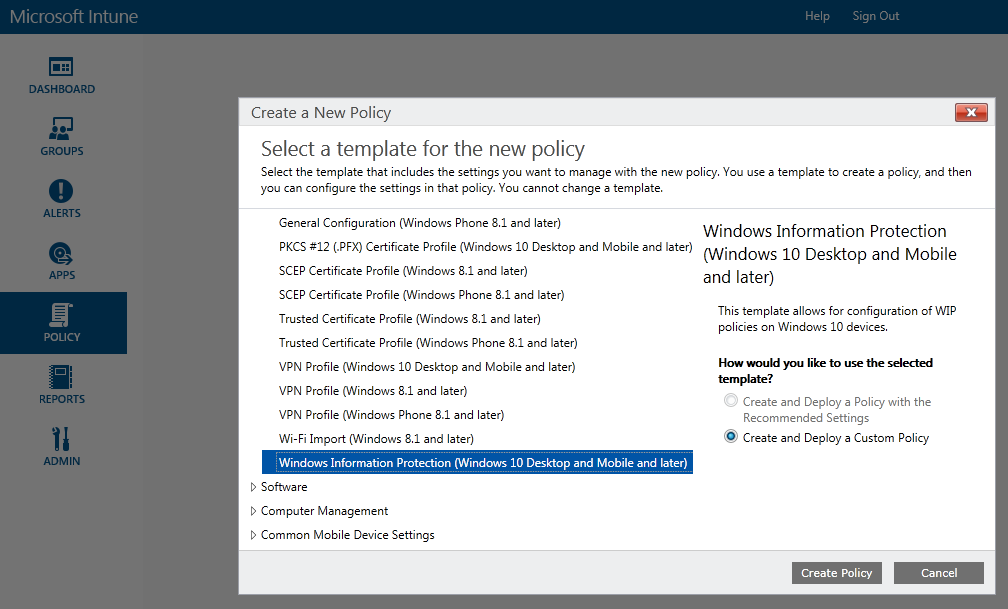 Microsoft Intune
Help
Sign Out
DASHBOARD
GROUPS
ALERTS
APPS
POLICY
REPORTS
ADMIN
Create a New Policy
Select a template for the new policy
Select the template that includes the settings you want to manage with the new policy. You use a template to create a policy, and then
you can configure the settings in that policy. You cannot change a template.
General Configuration (Windows Phone 8.1 and later)
PKCS #12 (.PFX) Certificate Profile (Windows 10 Desktop and Mobile and later)
SCEP Certificate Profile (Windows 8.1 and later)
SCEP Certificate Profile (Windows Phone 8.1 and later)
Trusted Certificate Profile (Windows 8.1 and later)
Trusted Certificate Profile (Windows Phone 8.1 and later)
VPN Profile (Windows 10 Desktop and Mobile and later)
VPN Profile (Windows 8.1 and later)
VPN Profile (Windows Phone 8.1 and later)
Wi-Fi Import (Windows 8.1 and later)
Windows Information Protection (Windows 10 Desktop and Mobile and later)
Software
Computer Management
Common Mobile Device Settings
Windows Information Protection
(Windows 10 Desktop and Mobile
and later)
This template allows for configuration of WIP
policies on Windows 10 devices.
How would you like to use the selected
template?
Create and Deploy a Policy with the
Recommended Settings
Create and Deploy a Custom Policy
Create Policy
Cancel